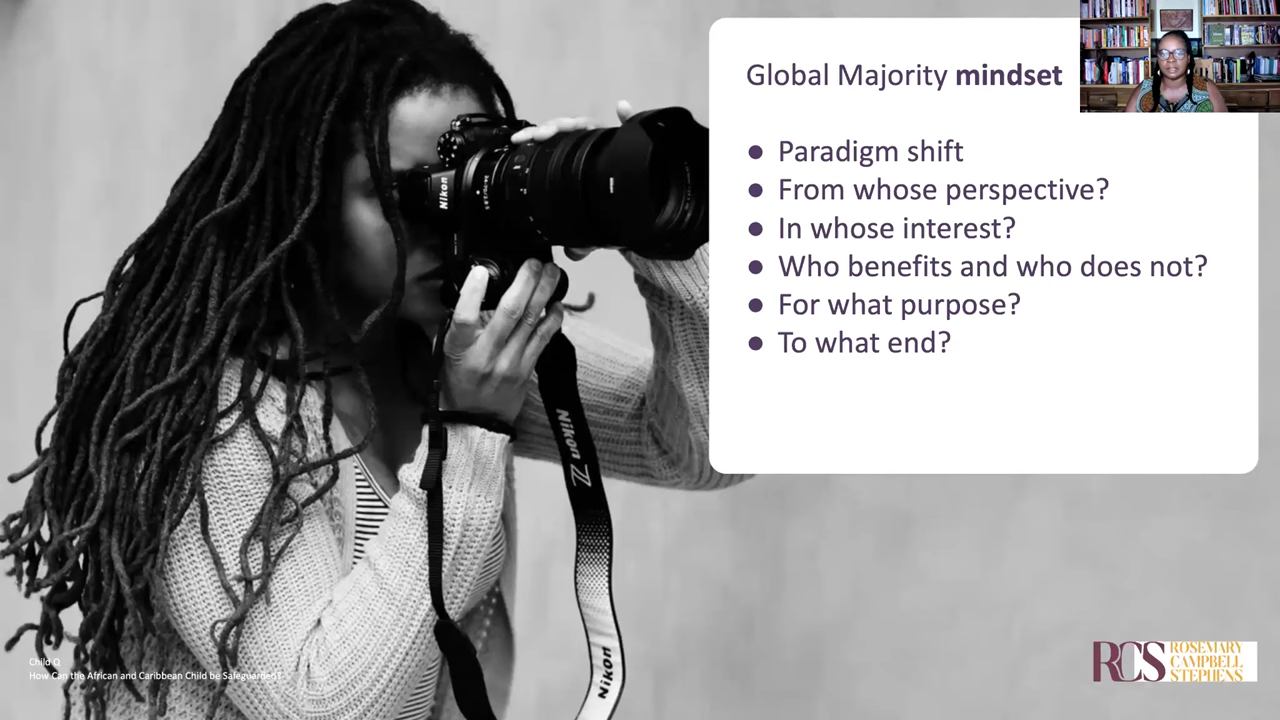 Global Majority mindset
● Paradigm shift
● From whose perspective?
● In whose interest?
● Who benefits and who does not?
● For what purpose?
● To what end?
Nikon
Nikon Z
Nikon
Child Q
How Can the African and Caribbean Child be Safeguarded?
RCS ROSEMARY
CAMPBELL
STEPHENS